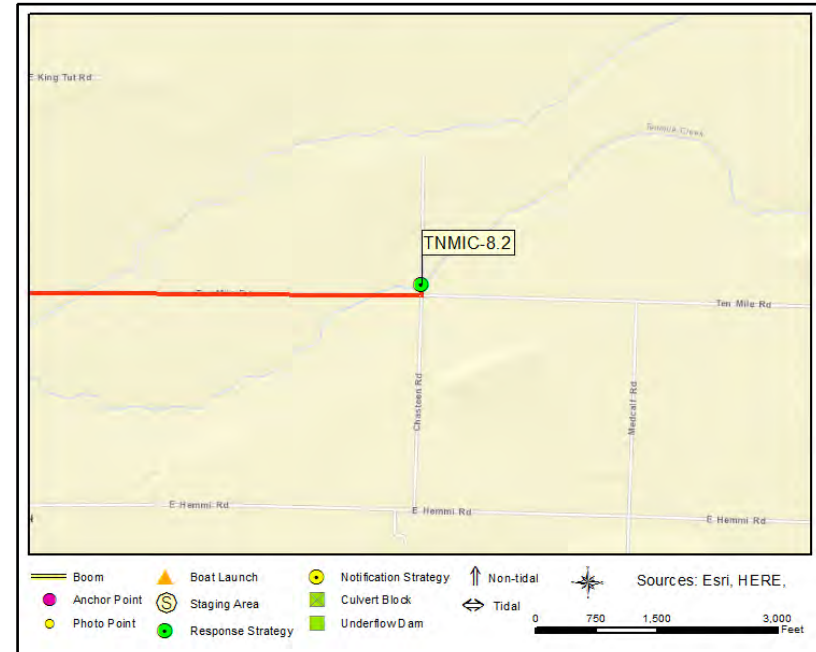 E King Tut Rd
TNMIC-8.2
Ten Mile Rd
Chasteen Rd
Medcalf Rd
E Hemmi Rd
E Hemmi Rd
E Hemmi Rd
Boom
Boat Launch
Notification Strategy
Non-tidal
Sources: Esri, HERE,
Anchor Point
Staging Area
S
Culvert Block
Tidal
Photo Point
Response Strategy
Underflow Dam
0 750 1,500 3,000
Feet